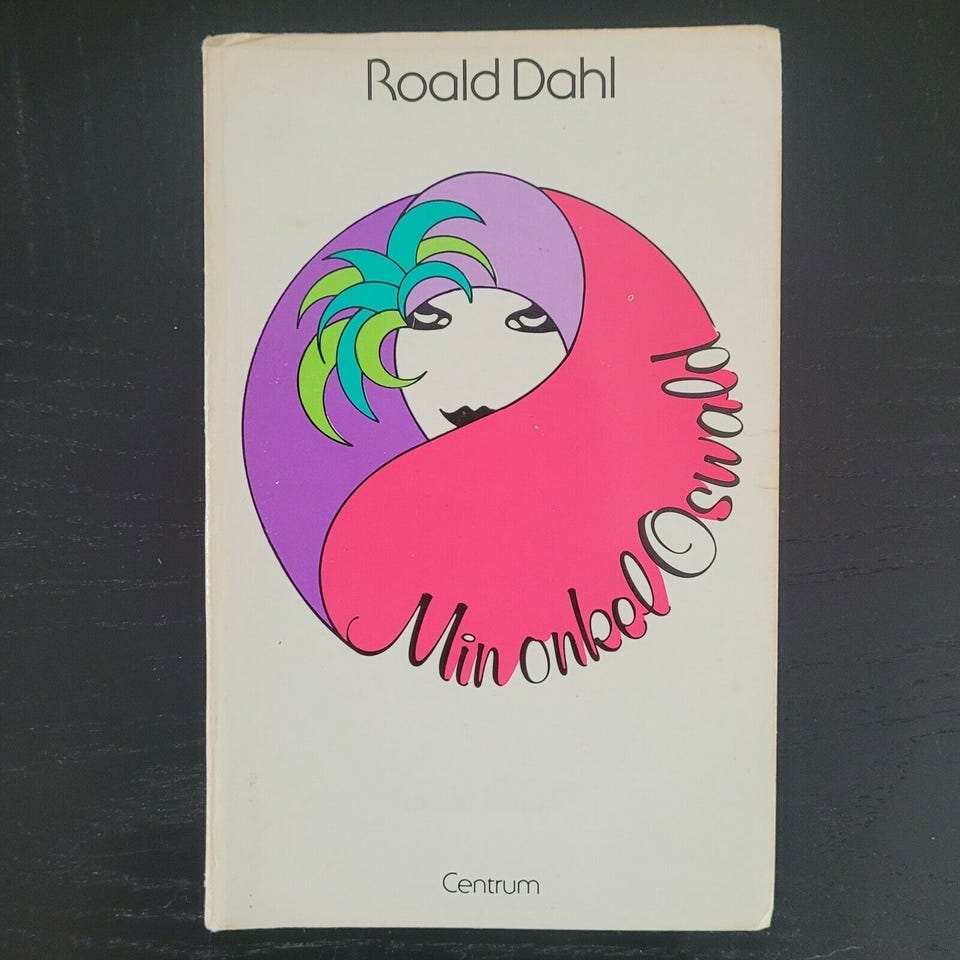 Roald Dahl
Min onkel Oswald
Centrum